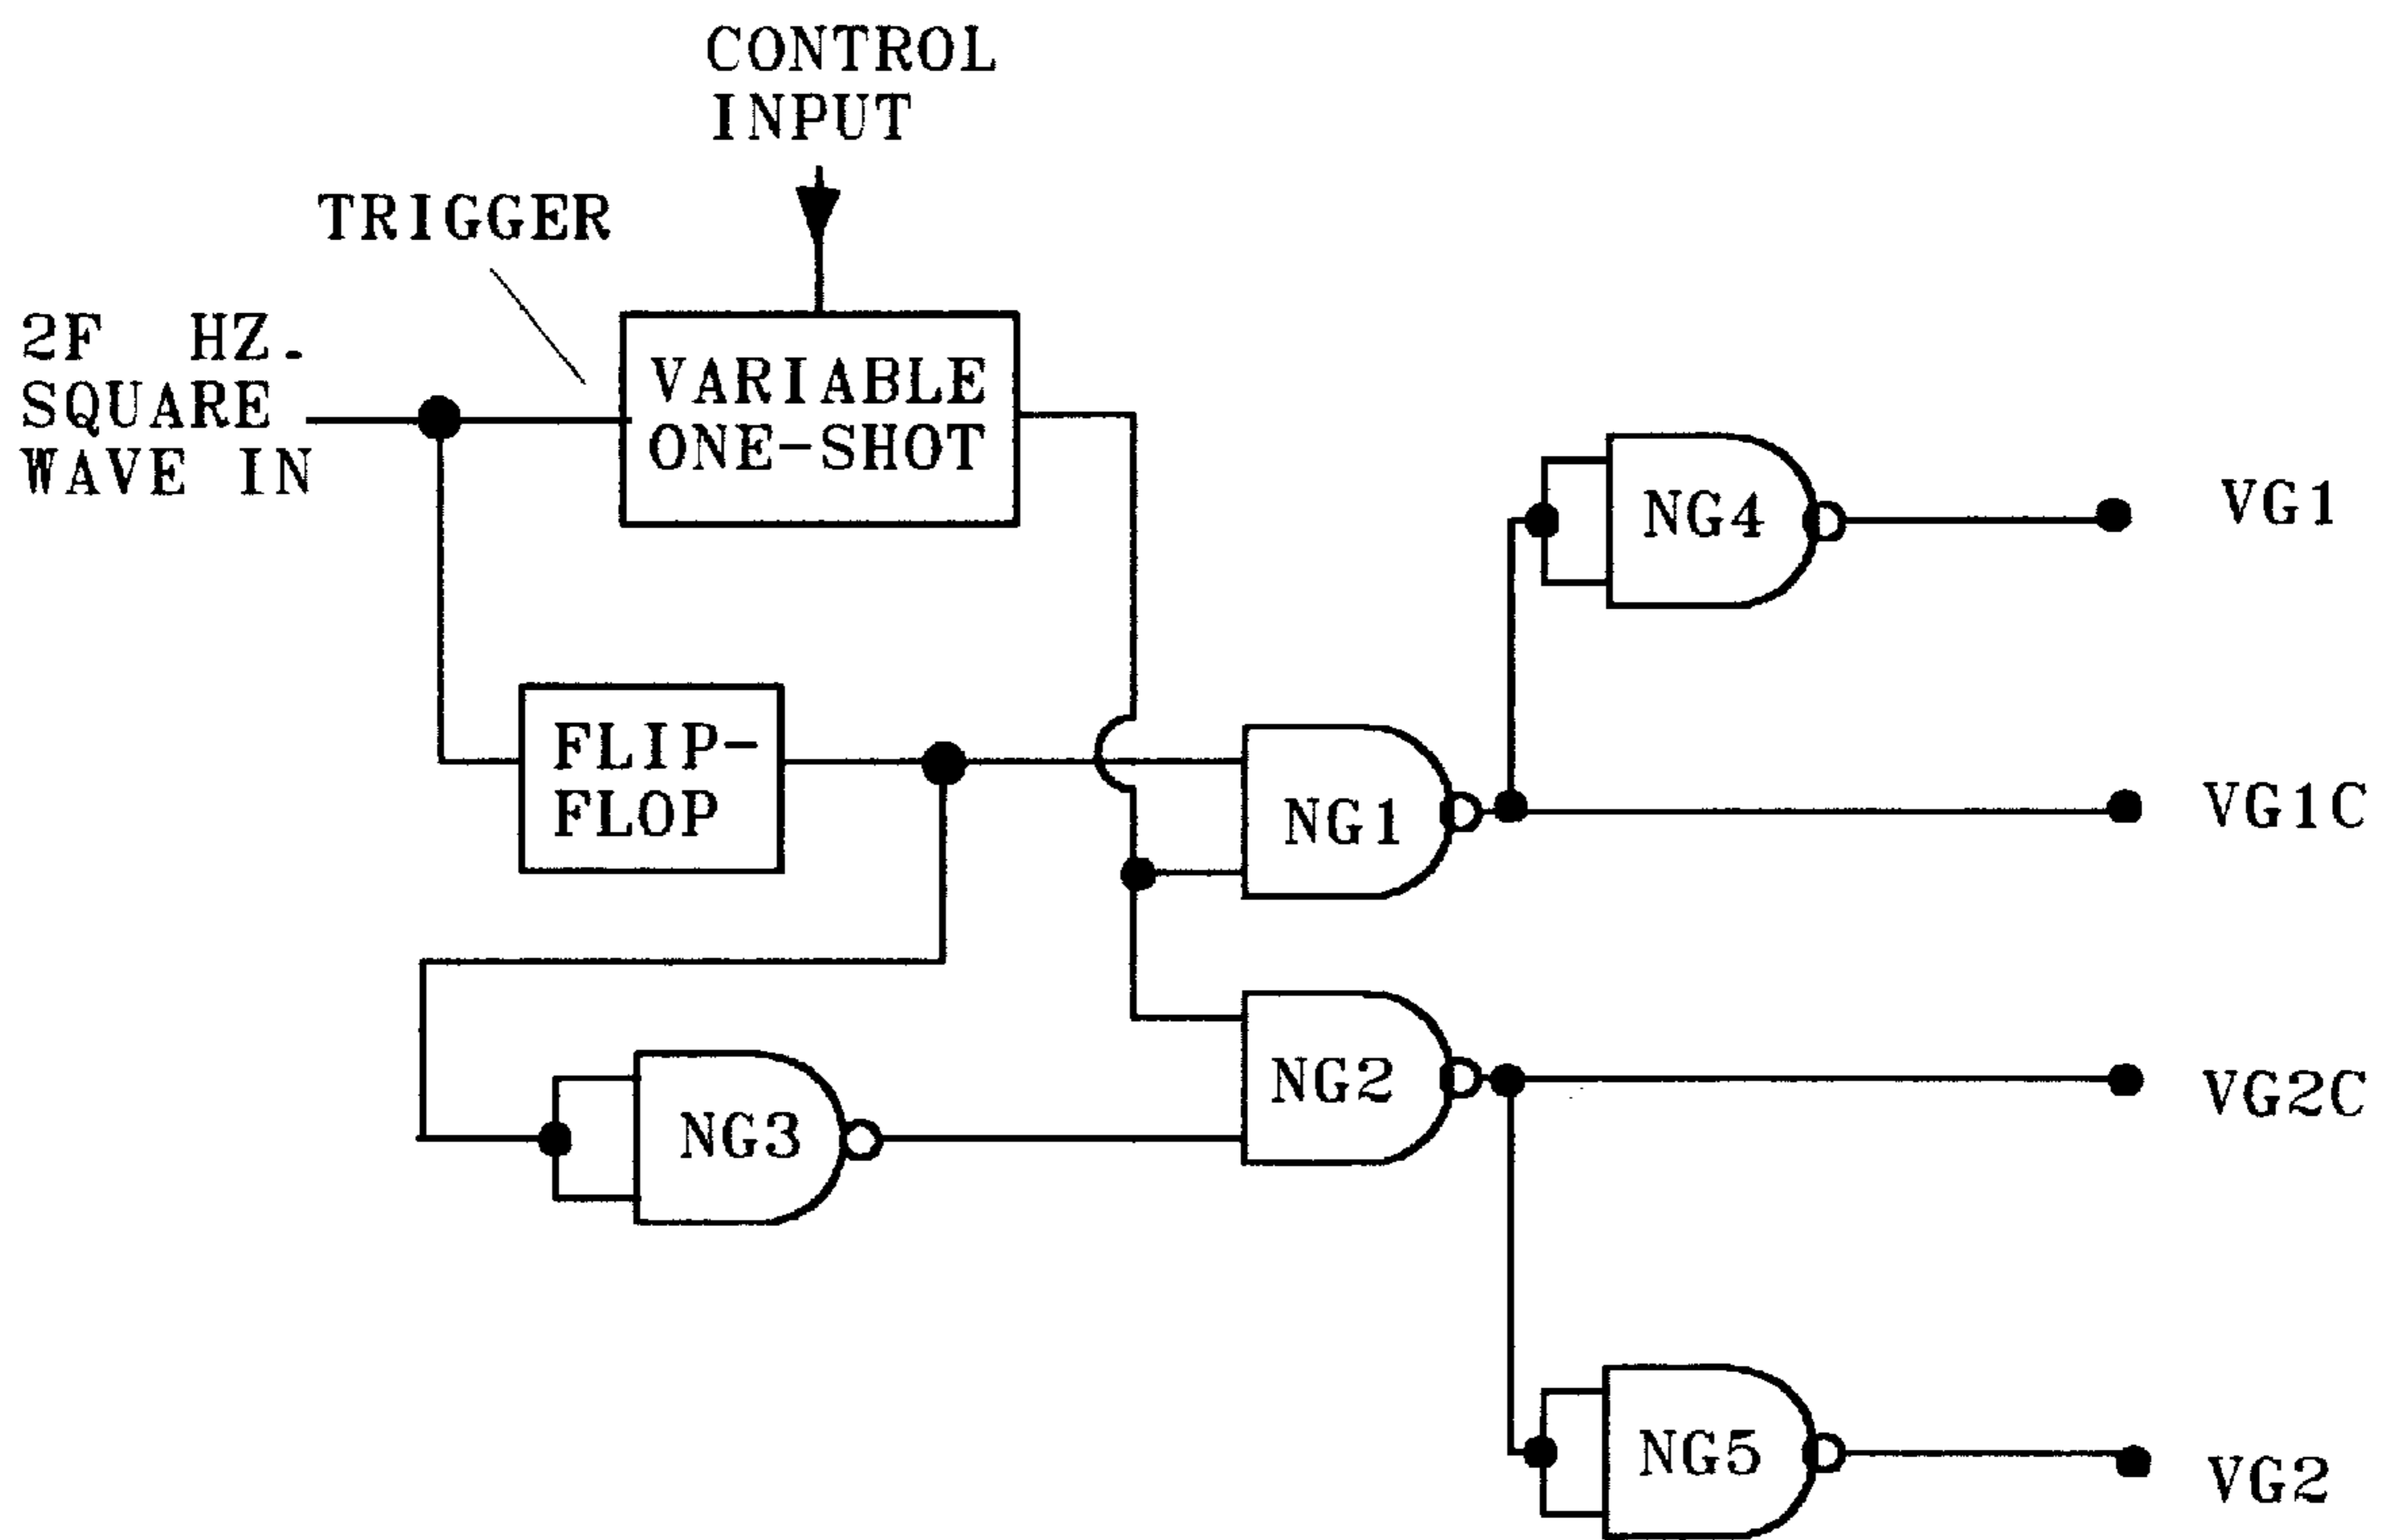 CONTROL
INPUT
TRIGGER
2F HZ.
SQUARE
WAVE IN
VARIABLE
ONE-SHOT
NG4
VG1
FLIP-
FLOP
NG1
VG1C
NG2
VG2C
NG3
NG5
VG2